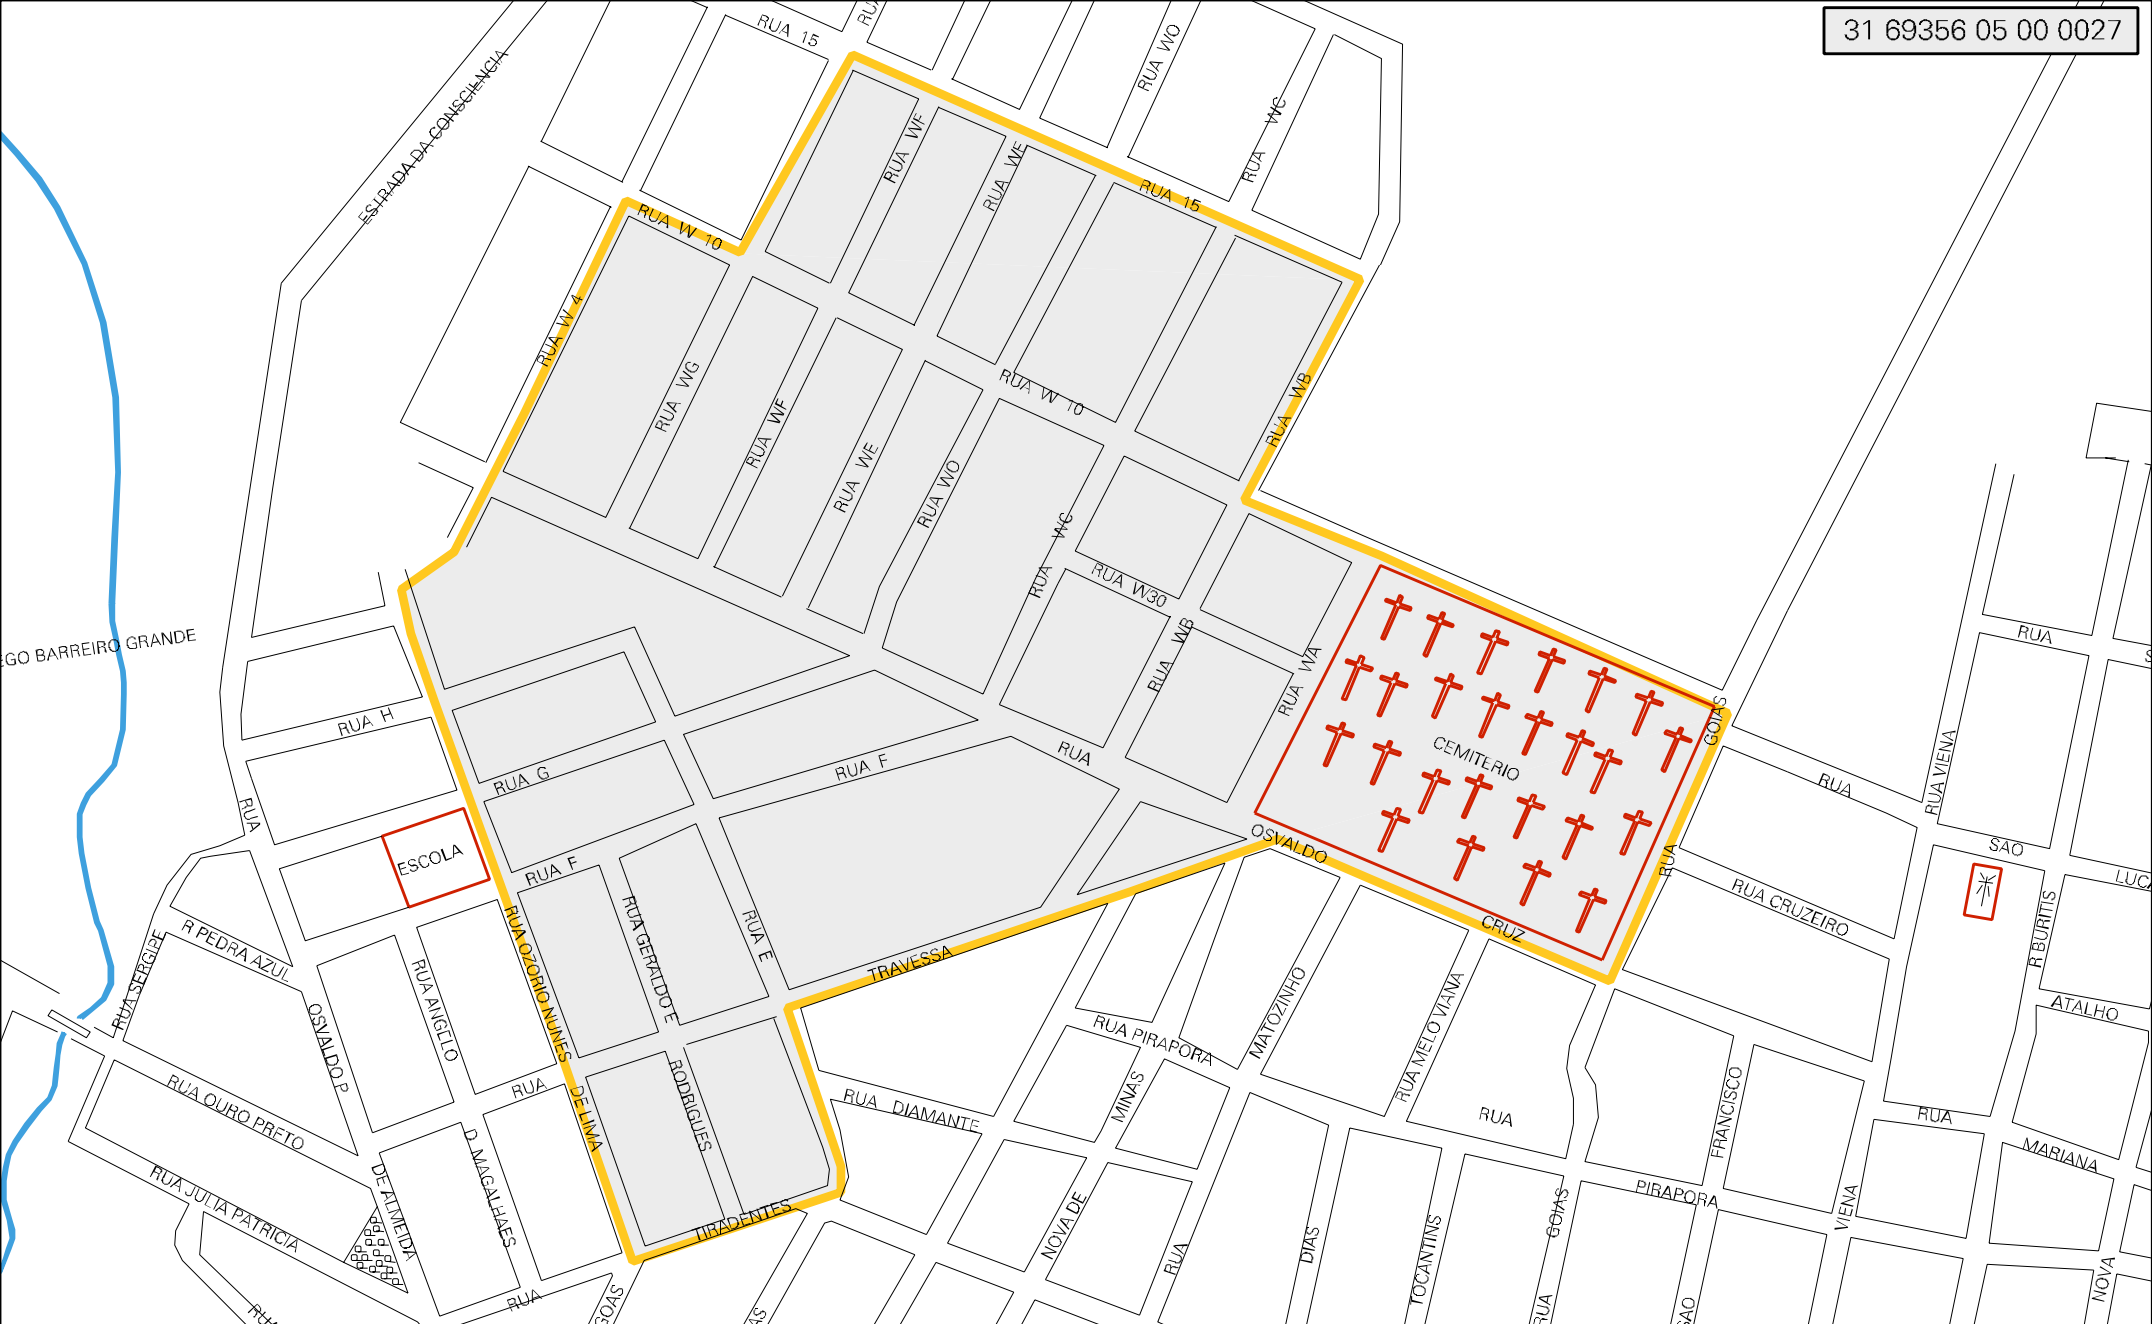 31 69356 05 00 0027
RUA 15
RUA WO
RUA WC
ESTRADA DA CONSCIENCIA
RUA WF
RUA WE
RUA 15
RUA W 10
RUA W 4
RUA WG
RUA WF
RUA WE
RUA WO
RUA W 10
RUA WB
RUA WC
RUA W30
RUA WB
RUA WA
EGO BARREIRO GRANDE
RUA H
RUA G
RUA F
RUA
CEMITERIO
GOIAS
RUA
RUA VIENA
RUA
RUA
ESCOLA
RUA F
OSVALDO
CRUZ
RUA
RUA CRUZEIRO
SAO
LUCA
R BURITIS
ATALHO
RUA SERGIPE
R PEDRA AZUL
OSVALDO P
RUA ANGELO
RUA OZORIO NUNES
DE LIMA
RUA GERALDO E
RODRIGUES
RUA E
TRAVESSA
RUA PIRAPORA
MATOZINHO
RUA MELO VIANA
RUA OURO PRETO
RUA
RUA DIAMANTE
MINAS
RUA
FRANCISCO
RUA
MARIANA
RUA JULIA PATRICIA
DE ALMEIDA
D MAGALHAES
TIRADENTES
NOVA DE
RUA
DIAS
TOCANTINS
GOIAS
RUA
PIRAPORA
SAO
VIENA
NOVA
RUA
RUA
GOAS
AS